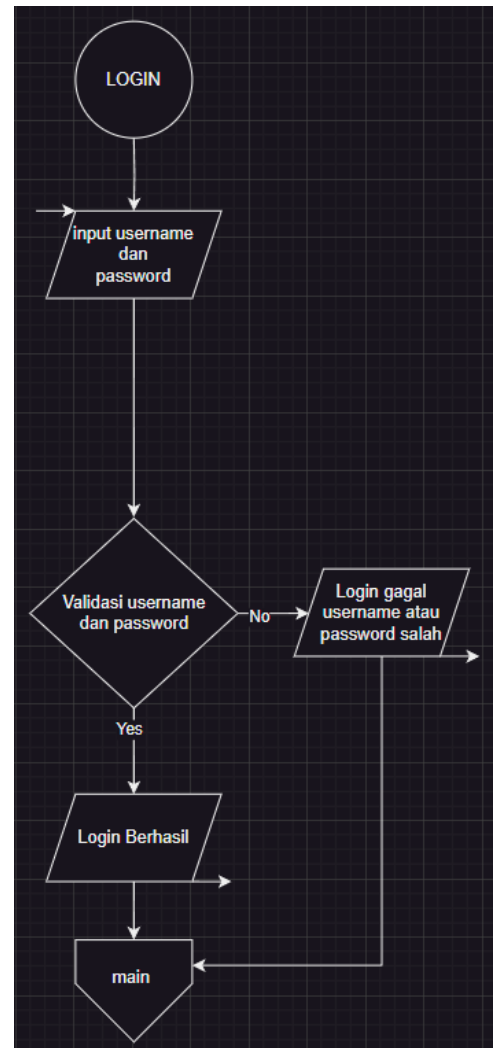 LOGIN
input username
dan
password
Validasi username
dan password
No
Login gagal
username atau
password salah
Yes
Login Berhasil
main